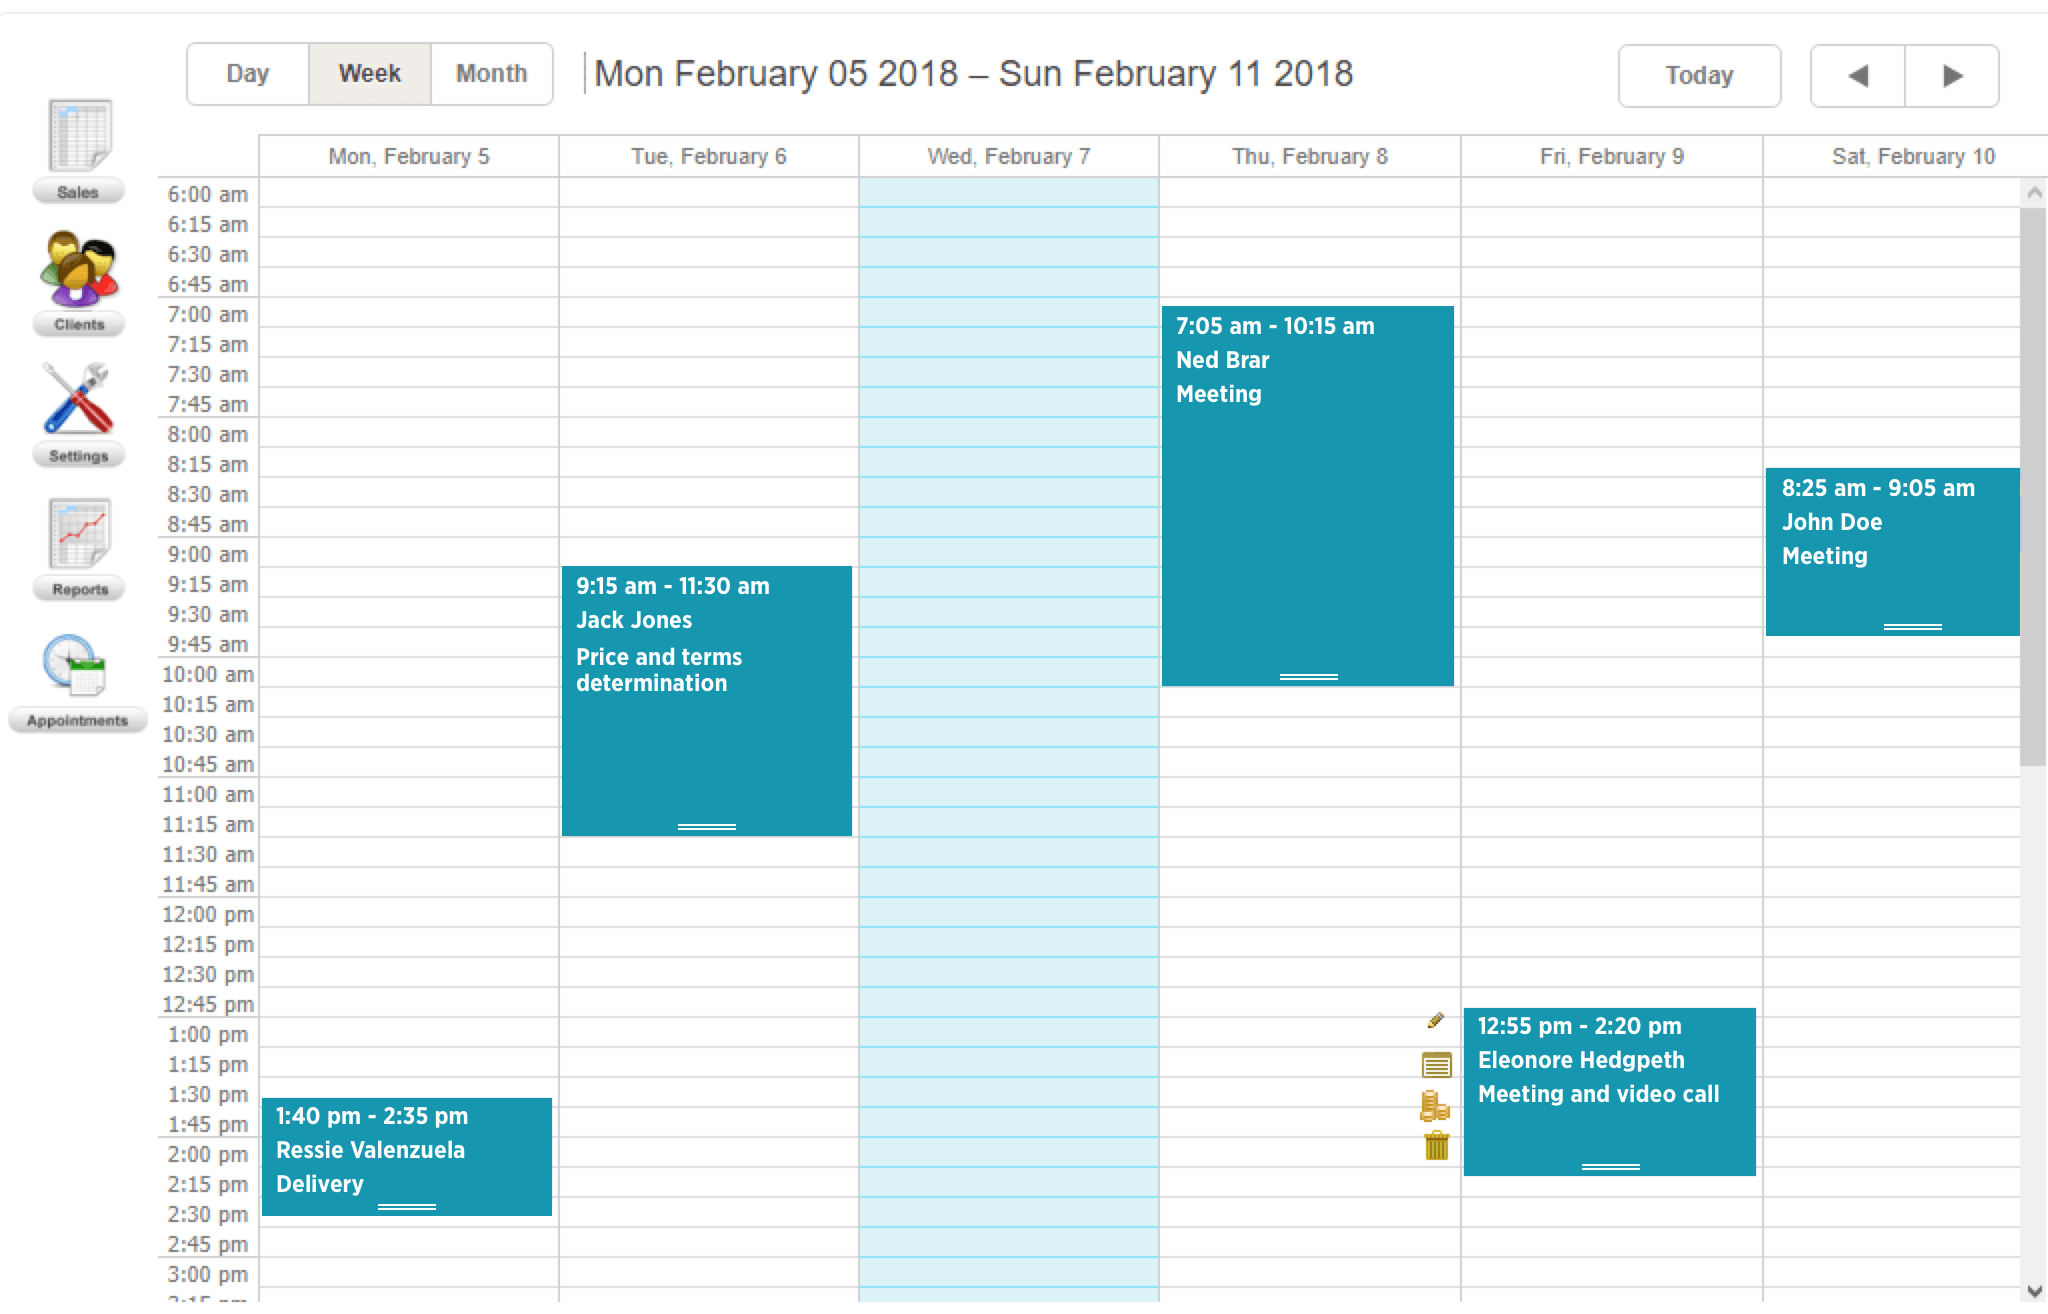 Day
Week
Month
Mon February 05 2018 – Sun February 11 2018
Today
Sales
Clients
Settings
Reports
Appointments
Mon, February 5
Tue, February 6
Wed, February 7
Thu, February 8
Fri, February 9
Sat, February 10
6:00 am
6:15 am
6:30 am
6:45 am
7:00 am
7:15 am
7:30 am
7:45 am
8:00 am
8:15 am
8:30 am
8:45 am
9:00 am
9:15 am
9:30 am
9:45 am
10:00 am
10:15 am
10:30 am
10:45 am
11:00 am
11:15 am
11:30 am
11:45 am
12:00 pm
12:15 pm
12:30 pm
12:45 pm
1:00 pm
1:15 pm
1:30 pm
1:45 pm
2:00 pm
2:15 pm
2:30 pm
2:45 pm
3:00 pm
1:40 pm - 2:35 pm
Ressie Valenzuela
Delivery
9:15 am - 11:30 am
Jack Jones
Price and terms
determination
7:05 am - 10:15 am
Ned Brar
Meeting
12:55 pm - 2:20 pm
Eleonore Hedgpeth
Meeting and video call
8:25 am - 9:05 am
John Doe
Meeting